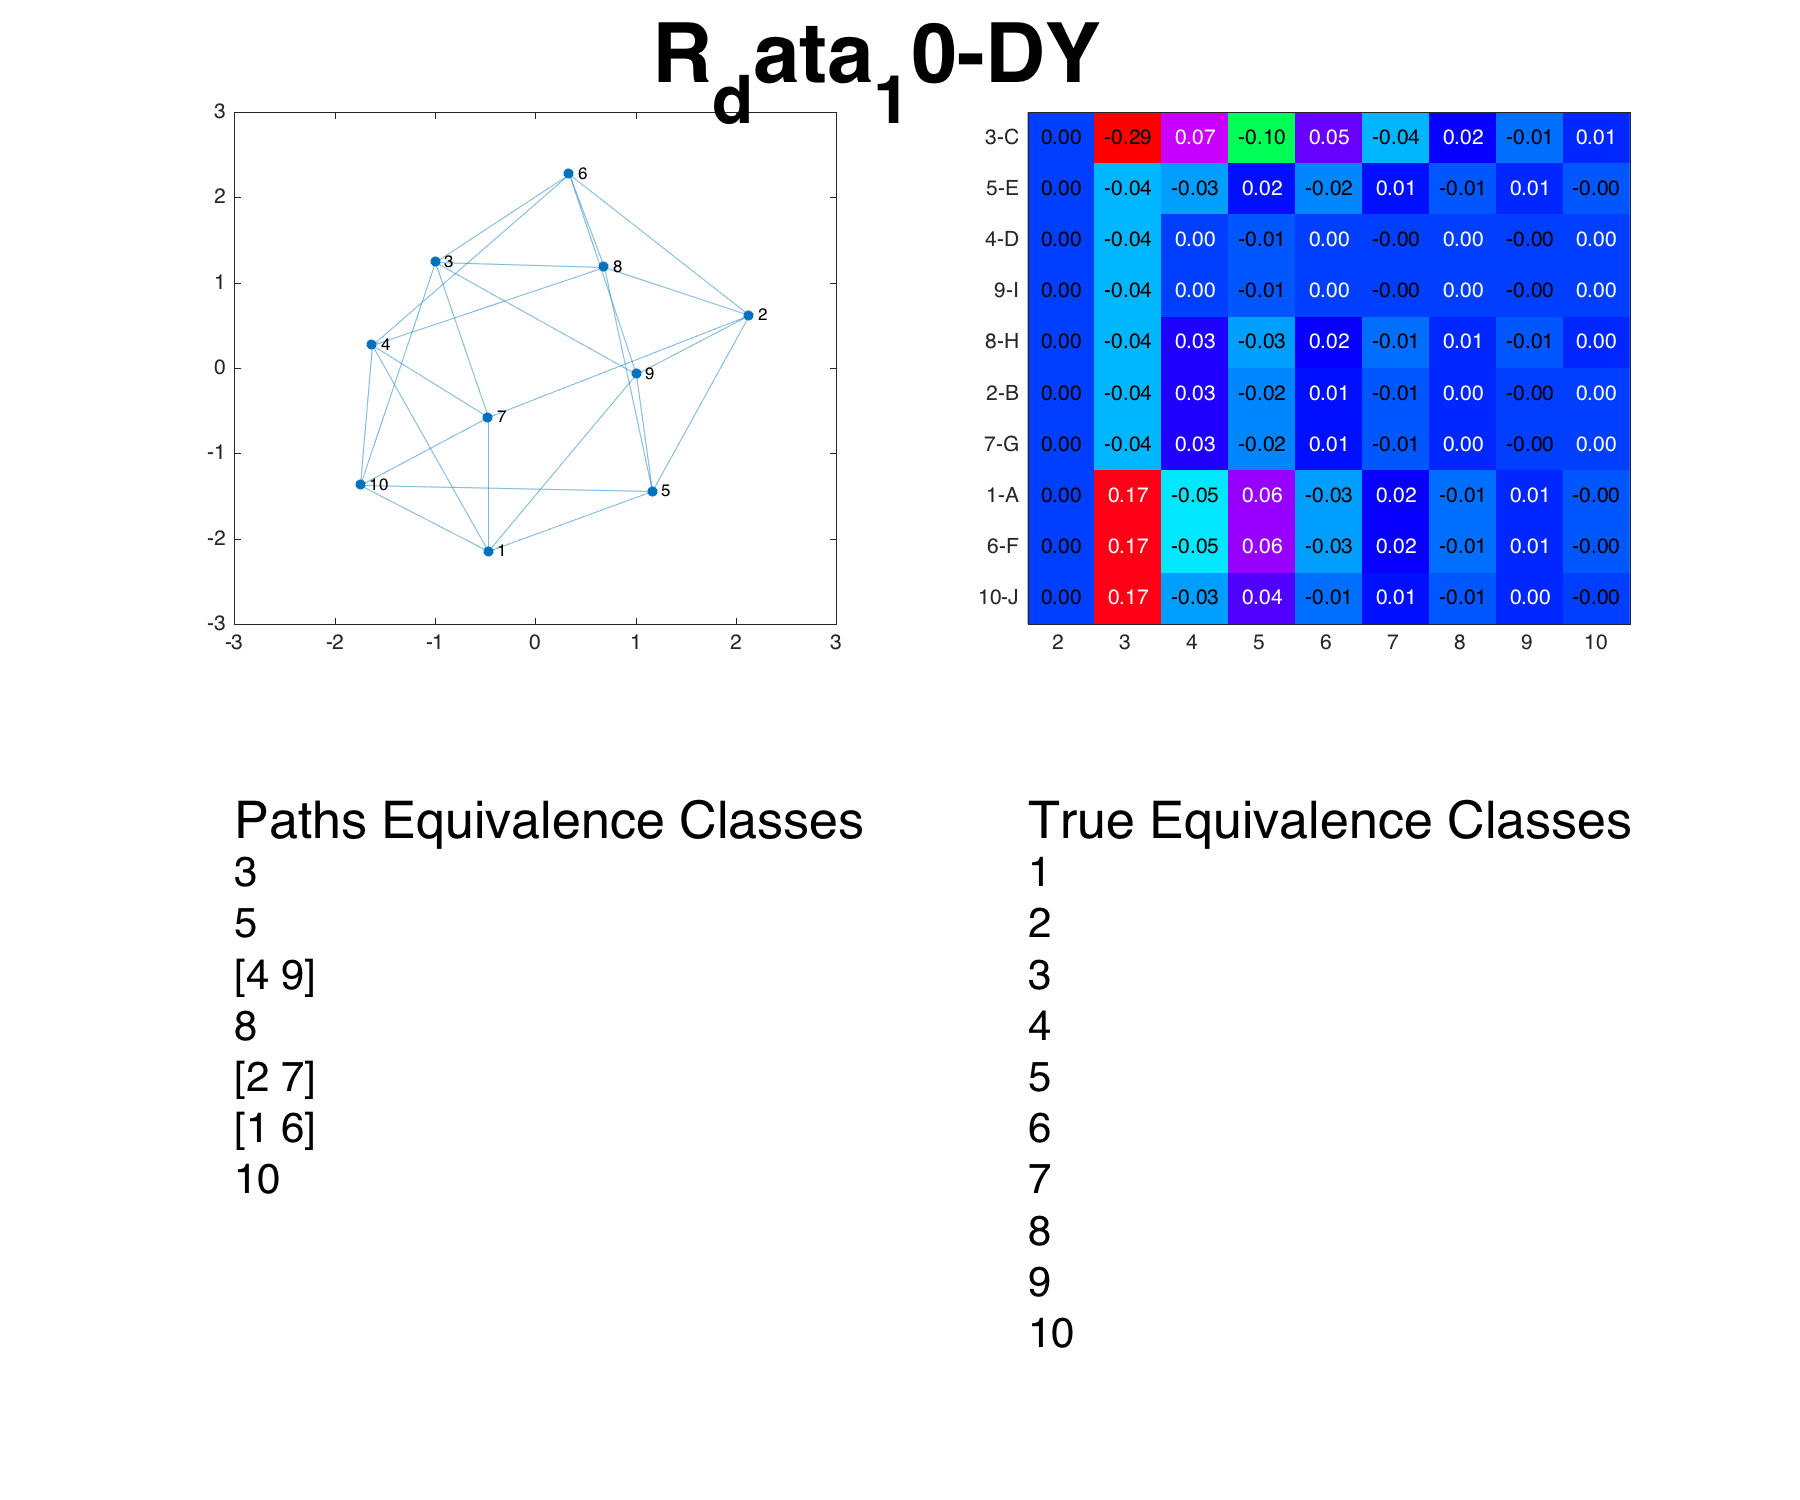 Rdata10-DY
3
2
1
0
-1
-2
-3
-3 -2 -1 0 1 2 3
6
3
8
2
4
9
7
10
5
1
3-C 0.00 -0.29 0.07 -0.10 0.05 -0.04 0.02 -0.01 0.01
5-E 0.00 -0.04 -0.03 0.02 -0.02 0.01 -0.01 0.01 -0.00
4-D 0.00 -0.04 0.00 -0.01 0.00 -0.00 0.00 -0.00 0.00
9-I 0.00 -0.04 0.00 -0.01 0.00 -0.00 0.00 -0.00 0.00
8-H 0.00 -0.04 0.03 -0.03 0.02 -0.01 0.01 -0.01 0.00
2-B 0.00 -0.04 0.03 -0.02 0.01 -0.01 0.00 -0.00 0.00
7-G 0.00 -0.04 0.03 -0.02 0.01 -0.01 0.00 -0.00 0.00
1-A 0.00 0.17 -0.05 0.06 -0.03 0.02 -0.01 0.01 -0.00
6-F 0.00 0.17 -0.05 0.06 -0.03 0.02 -0.01 0.01 -0.00
10-J 0.00 0.17 -0.03 0.04 -0.01 0.01 -0.01 0.00 -0.00
2 3 4 5 6 7 8 9 10
Paths Equivalence Classes
3
5
[4 9]
8
[2 7]
[1 6]
10
True Equivalence Classes
1
2
3
4
5
6
7
8
9
10